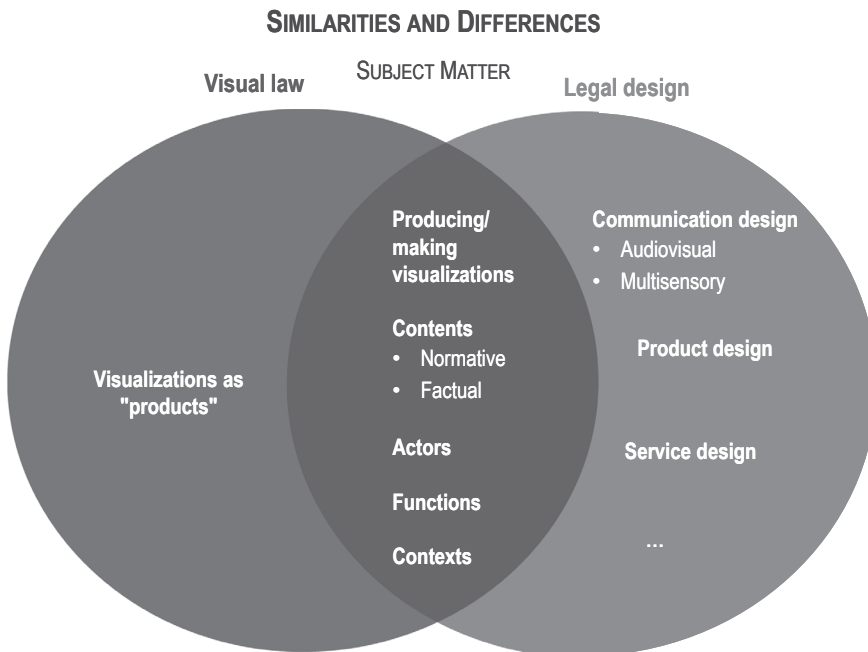 SIMILARITIES AND DIFFERENCES
SUBJECT MATTER
Visual law
Legal design
Visualizations as
"products"
Producing/
making
visualizations
Contents
• Normative
• Factual
Actors
Functions
Contexts
Communication design
• Audiovisual
• Multisensory
Product design
Service design
...